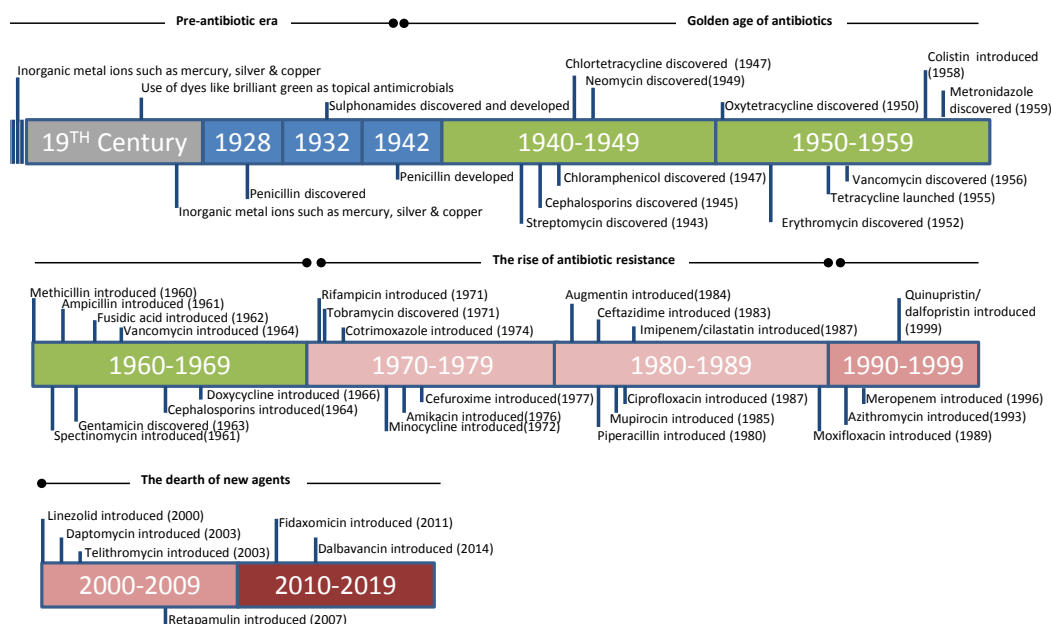 Pre-antibiotic era
Golden age of antibiotics
Inorganic metal ions such as mercury, silver & copper
Use of dyes like brilliant green as topical antimicrobials
Sulphonamides discovered and developed
Chlortetracycline discovered (1947)
Neomycin discovered(1949)
Oxytetracycline discovered (1950)
Colistin introduced
(1958)
Metronidazole
discovered (1959)
19TH Century
1928
1932
1942
1940-1949
1950-1959
Penicillin discovered
Inorganic metal ions such as mercury, silver & copper
Penicillin developed
Chloramphenicol discovered (1947)
Cephalosporins discovered (1945)
Streptomycin discovered (1943)
Vancomycin discovered (1956)
Tetracycline launched (1955)
Erythromycin discovered (1952)
The rise of antibiotic resistance
Methicillin introduced (1960)
Ampicillin introduced (1961)
Fusidic acid introduced (1962)
Vancomycin introduced (1964)
Rifampicin introduced (1971)
Tobramycin discovered (1971)
Cotrimoxazole introduced (1974)
Augmentin introduced(1984)
Ceftazidime introduced (1983)
Imipenem/cilastatin introduced(1987)
Quinupristin/
dalfopristin introduced
(1999)
1960-1969
1970-1979
1980-1989
1990-1999
Doxycycline introduced (1966)
Cephalosporins introduced(1964)
Gentamicin discovered (1963)
Spectinomycin introduced(1961)
Cefuroxime introduced (1977)
Amikacin introduced (1976)
Minocycline introduced(1972)
Ciprofloxacin introduced (1987)
Mupirocin introduced (1985)
Piperacillin introduced (1980)
Meropenem introduced (1996)
Azithromycin introduced (1993)
Moxifloxacin introduced (1989)
The dearth of new agents
Linezolid introduced (2000)
Daptomycin introduced (2003)
Telithromycin introduced (2003)
Fidaxomicin introduced (2011)
Dalbavancin introduced (2014)
2000-2009
2010-2019
Retapamulin introduced (2007)